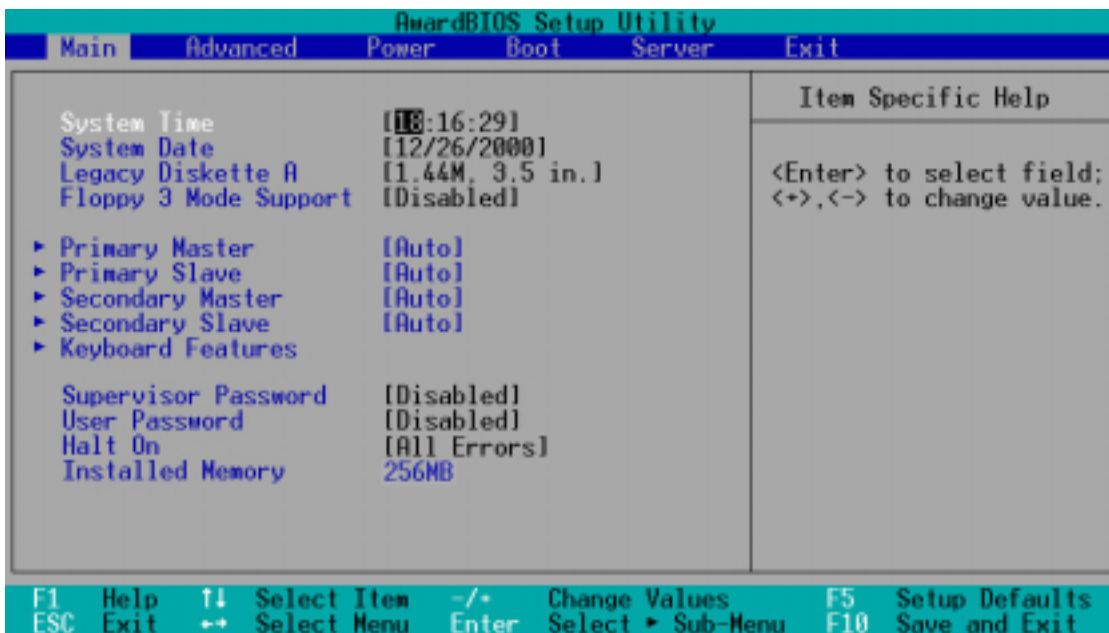 AwardBIOS Setup Utility
Main Advanced Power Boot Server Exit
Item Specific Help
System Time [18:16:29]
System Date [12/26/2000]
Legacy Diskette A [1.44M, 3.5 in.]
Floppy 3 Mode Support [Disabled]
<Enter> to select field;
<+>,<-> to change value.
▸ Primary Master [Auto]
▸ Primary Slave [Auto]
▸ Secondary Master [Auto]
▸ Secondary Slave [Auto]
▸ Keyboard Features
Supervisor Password [Disabled]
User Password [Disabled]
Halt On [All Errors]
Installed Memory 256MB
F1 Help ↑↓ Select Item -/+ Change Values F5 Setup Defaults
ESC Exit ←→ Select Menu Enter Select ▸ Sub-Menu F10 Save and Exit